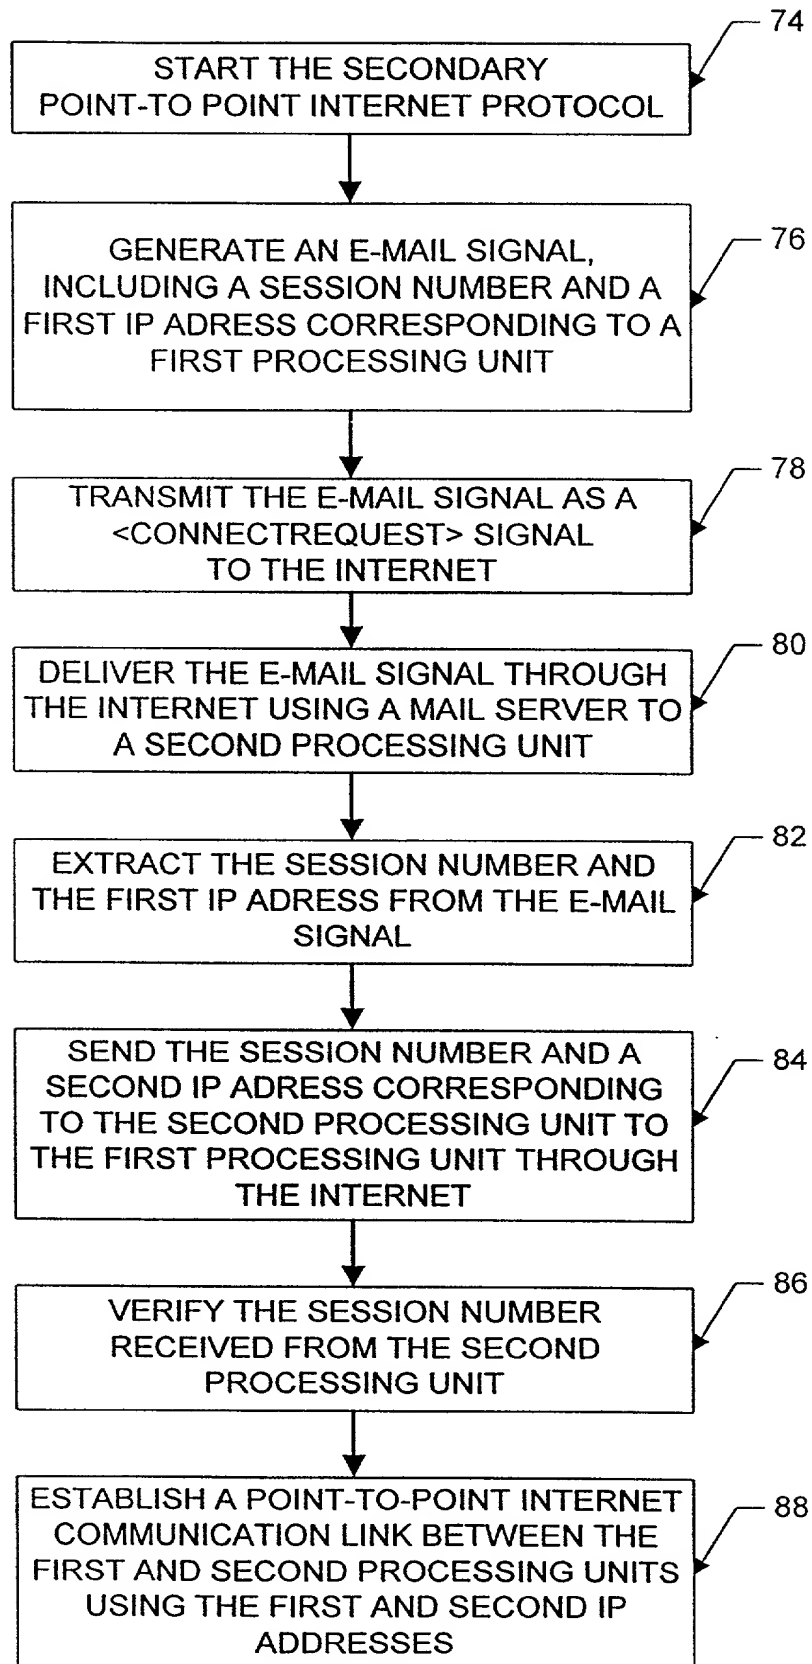 74
START THE SECONDARY
POINT-TO POINT INTERNET PROTOCOL
76
GENERATE AN E-MAIL SIGNAL,
INCLUDING A SESSION NUMBER AND A
FIRST IP ADRESS CORRESPONDING TO A
FIRST PROCESSING UNIT
78
TRANSMIT THE E-MAIL SIGNAL AS A
<CONNECTREQUEST> SIGNAL
TO THE INTERNET
80
DELIVER THE E-MAIL SIGNAL THROUGH
THE INTERNET USING A MAIL SERVER TO
A SECOND PROCESSING UNIT
82
EXTRACT THE SESSION NUMBER AND
THE FIRST IP ADRESS FROM THE E-MAIL
SIGNAL
84
SEND THE SESSION NUMBER AND A
SECOND IP ADRESS CORRESPONDING
TO THE SECOND PROCESSING UNIT TO
THE FIRST PROCESSING UNIT THROUGH
THE INTERNET
86
VERIFY THE SESSION NUMBER
RECEIVED FROM THE SECOND
PROCESSING UNIT
88
ESTABLISH A POINT-TO-POINT INTERNET
COMMUNICATION LINK BETWEEN THE
FIRST AND SECOND PROCESSING UNITS
USING THE FIRST AND SECOND IP
ADDRESSES